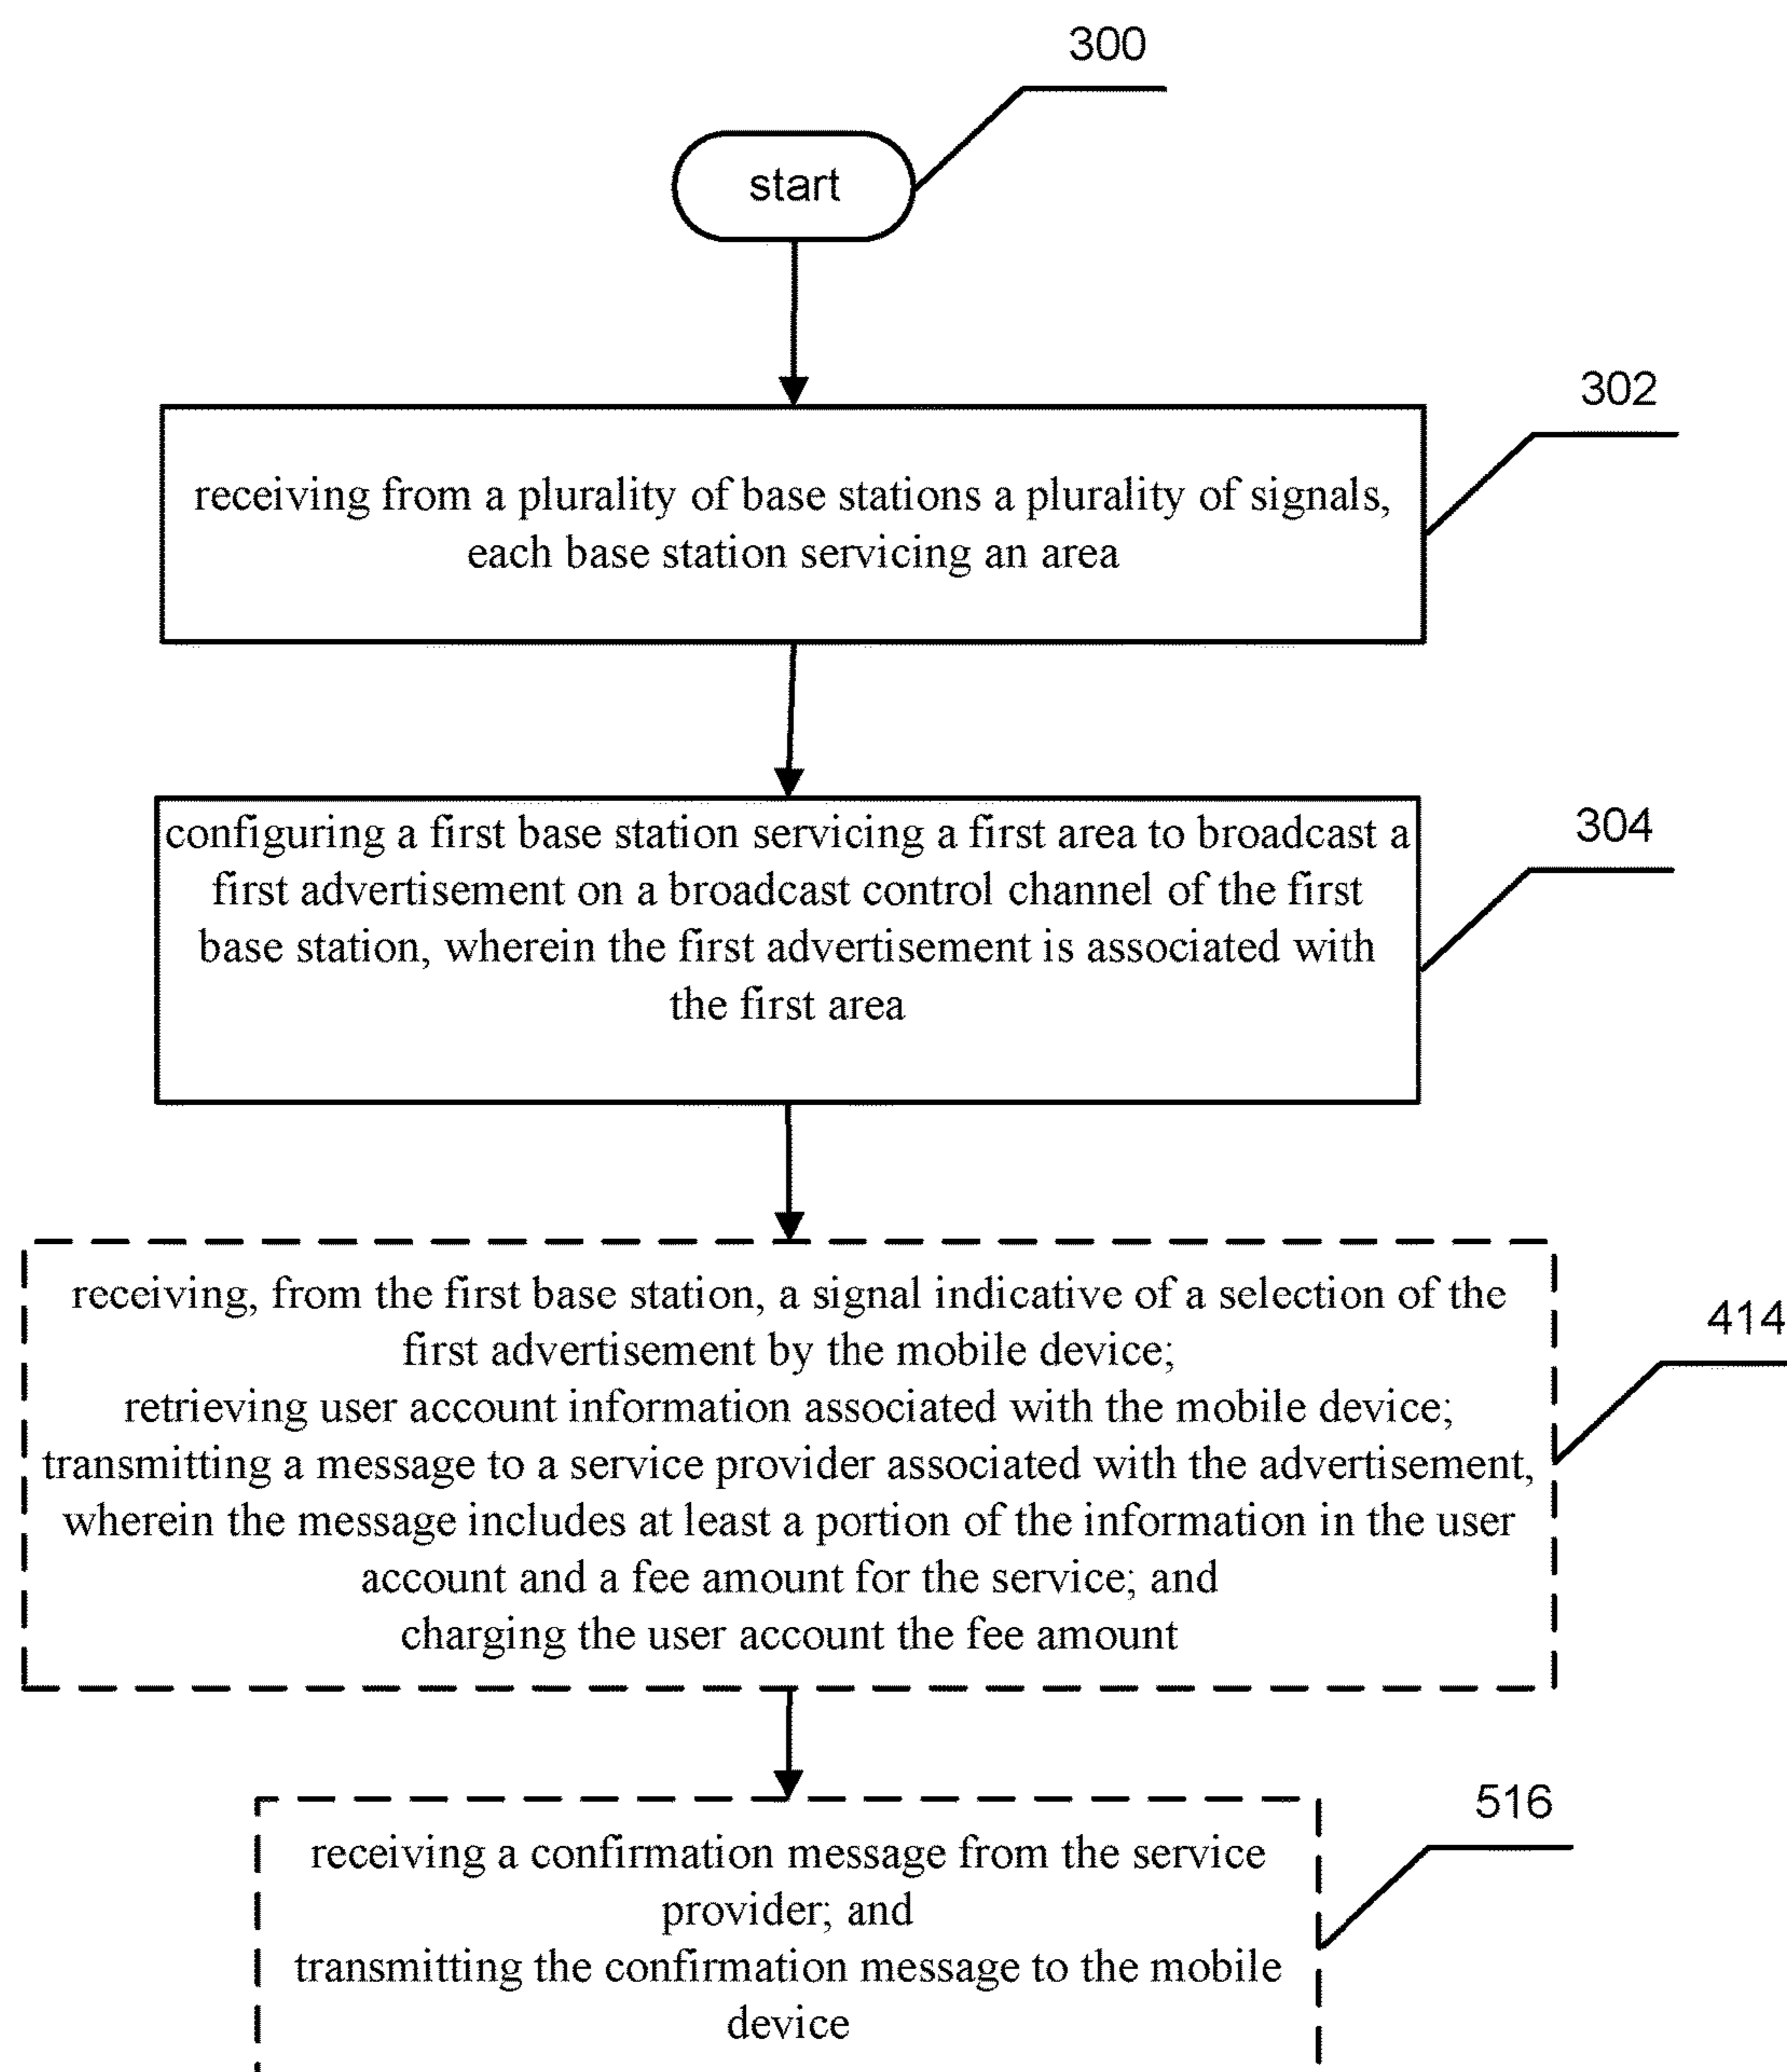 300
start
302
receiving from a plurality of base stations a plurality of signals,
each base station servicing an area
304
configuring a first base station servicing a first area to broadcast a
first advertisement on a broadcast control channel of the first
base station, wherein the first advertisement is associated with
the first area
414
receiving, from the first base station, a signal indicative of a selection of the
first advertisement by the mobile device;
retrieving user account information associated with the mobile device;
transmitting a message to a service provider associated with the advertisement,
wherein the message includes at least a portion of the information in the user
account and a fee amount for the service; and
charging the user account the fee amount
516
receiving a confirmation message from the service
provider; and
transmitting the confirmation message to the mobile
device